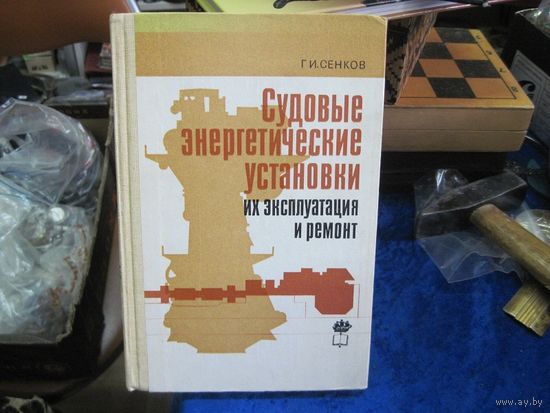 Г.И.СЕНКОВ
Судовые
энергетические
установки
их эксплуатация
и ремонт
www.ay.by